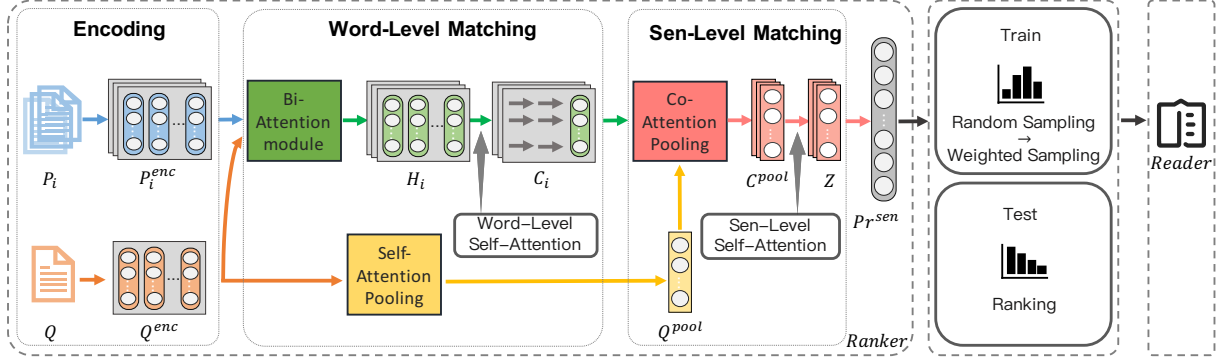 Encoding
Word-Level Matching
Sen-Level Matching
Train
Random Sampling
→
Weighted Sampling
Bi-
Attention
module
Co-
Attention
Pooling
P_i
P_i^{enc}
H_i
C_i
C^{pool}
Z
Pr^{sen}
Reader
Word-Level
Self-Attention
Sen-Level
Self-Attention
Self-
Attention
Pooling
Q
Q^{enc}
Q^{pool}
Ranker
Test
Ranking